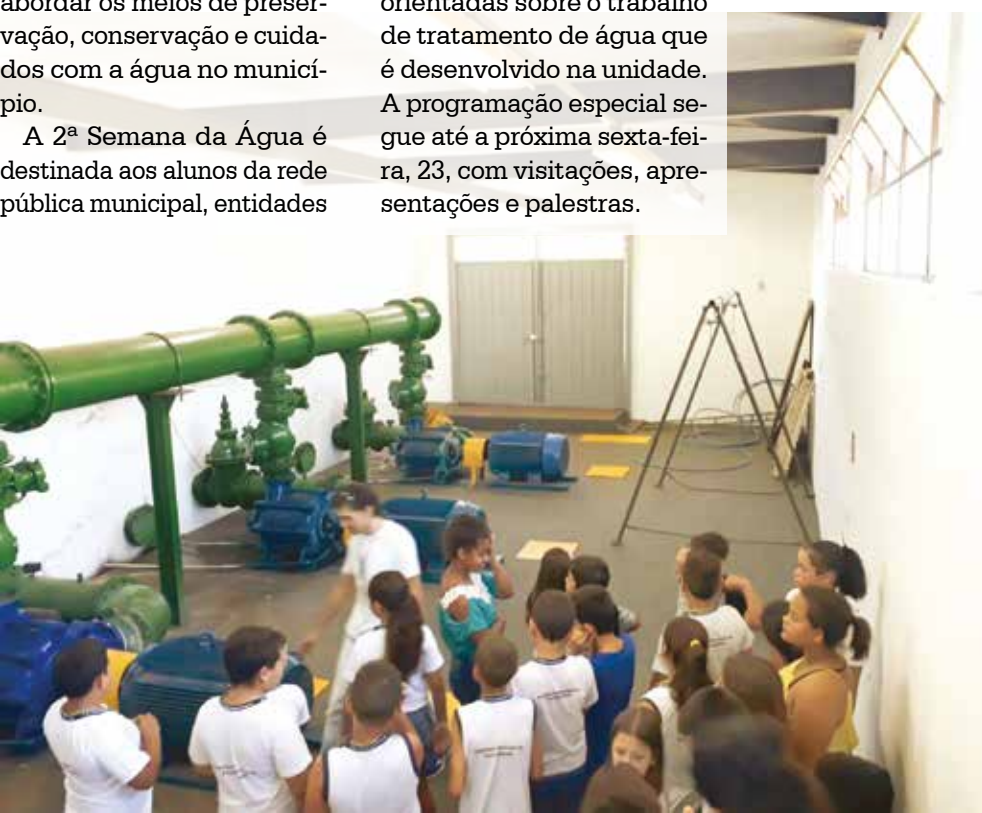 abordar os meios de preser-
vação, conservação e cuida-
dos com a água no municí-
pio.
A 2ª Semana da Água é
destinada aos alunos da rede
pública municipal, entidades
orientadas sobre o trabalho
de tratamento de água que
é desenvolvido na unidade.
A programação especial se-
gue até a próxima sexta-fei-
ra, 23, com visitações, apre-
sentações e palestras.